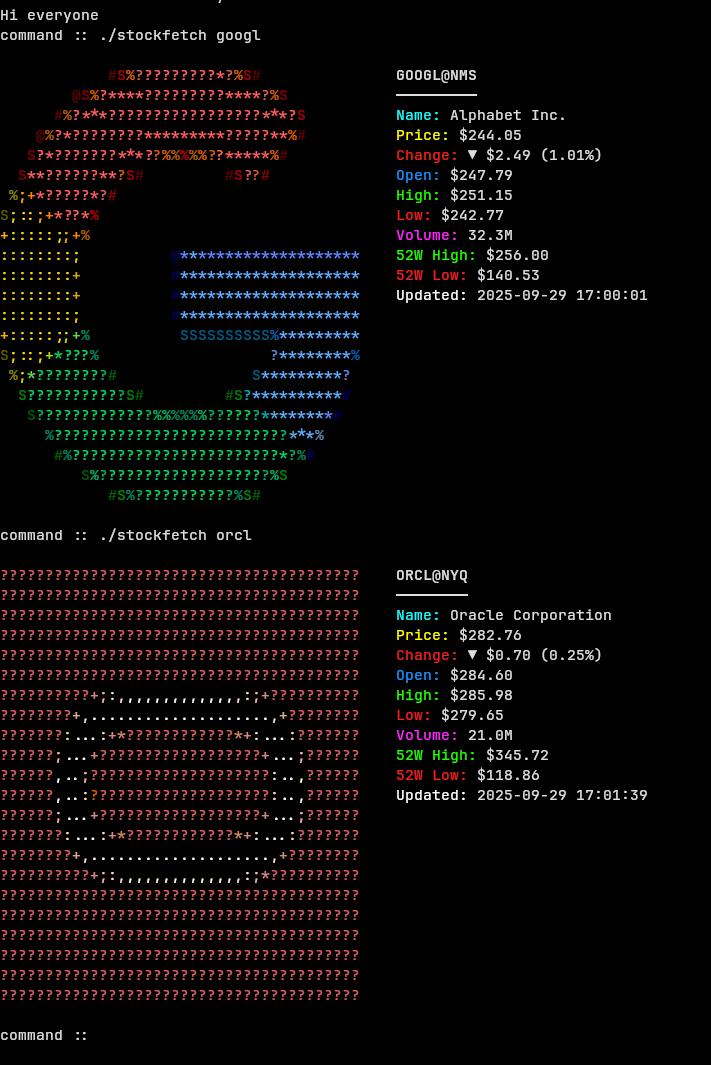 Hi everyone
command :: ./stockfetch googl
GOOGL@NMS
Name: Alphabet Inc.
Price: $244.05
Change: ▼ $2.49 (1.01%)
Open: $247.79
High: $251.15
Low: $242.77
Volume: 32.3M
52W High: $256.00
52W Low: $140.53
Updated: 2025-09-29 17:00:01
command :: ./stockfetch orcl
ORCL@NYQ
Name: Oracle Corporation
Price: $282.76
Change: ▼ $0.70 (0.25%)
Open: $284.60
High: $285.98
Low: $279.65
Volume: 21.0M
52W High: $345.72
52W Low: $118.86
Updated: 2025-09-29 17:01:39
command ::